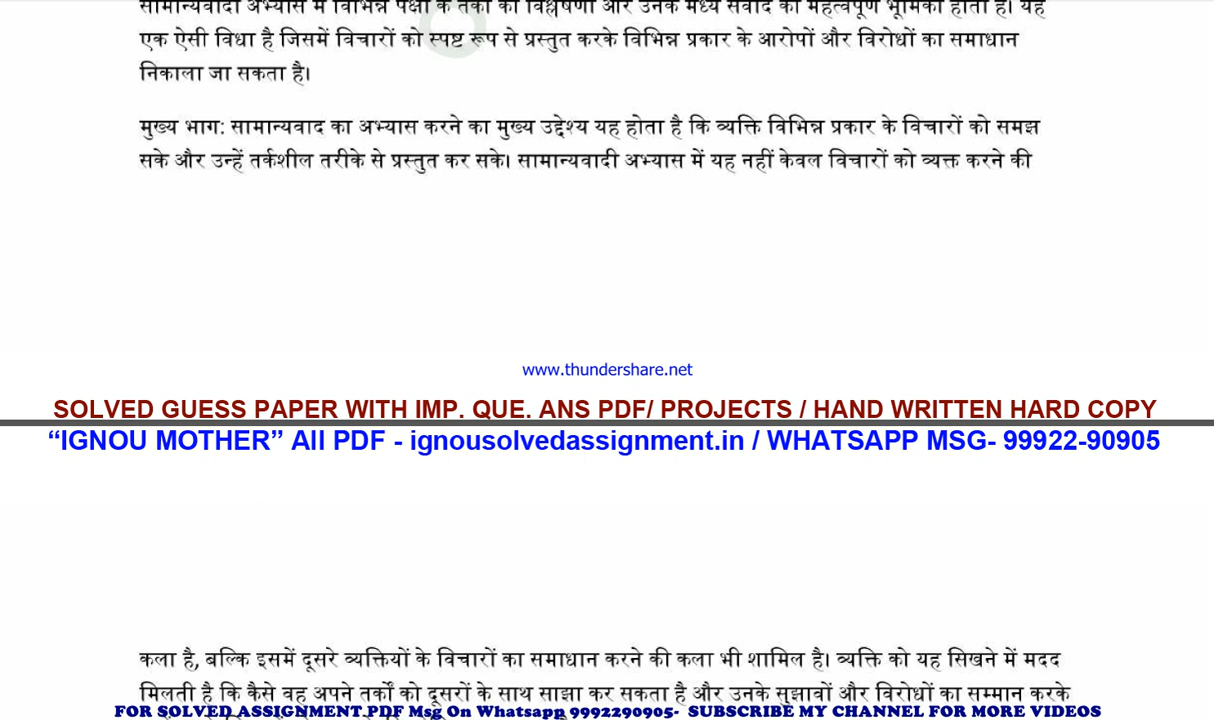 सामान्यवादी अभ्यास में विभिन्न पक्षों के तर्कों की विश्लेषणा और उनके मध्य संवाद की महत्वपूर्ण भूमिका होती है। यह
एक ऐसी विधा है जिसमें विचारों को स्पष्ट रूप से प्रस्तुत करके विभिन्न प्रकार के आरोपों और विरोधों का समाधान
निकाला जा सकता है।
मुख्य भाग: सामान्यवाद का अभ्यास करने का मुख्य उद्देश्य यह होता है कि व्यक्ति विभिन्न प्रकार के विचारों को समझ
सके और उन्हें तर्कशील तरीके से प्रस्तुत कर सके। सामान्यवादी अभ्यास में यह नहीं केवल विचारों को व्यक्त करने की
www.thundershare.net
SOLVED GUESS PAPER WITH IMP. QUE. ANS PDF/ PROJECTS / HAND WRITTEN HARD COPY
“IGNOU MOTHER” All PDF - ignousolvedassignment.in / WHATSAPP MSG- 99922-90905
कला है, बल्कि इसमें दूसरे व्यक्तियों के विचारों का समाधान करने की कला भी शामिल है। व्यक्ति को यह सिखने में मदद
मिलती है कि कैसे वह अपने तर्कों को दूसरों के साथ साझा कर सकता है और उनके सुझावों और विरोधों का सम्मान करके
FOR SOLVED ASSIGNMENT PDF Msg On Whatsapp 9992290905- SUBSCRIBE MY CHANNEL FOR MORE VIDEOS